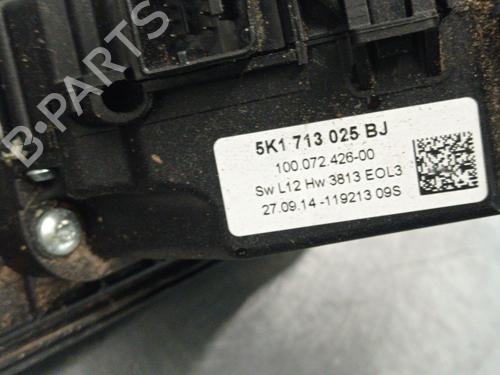 B-PARTS
5K1 713 025 BJ
100.072.426-00
Sw L12 Hw 3813 EOL3
27.09.14 -119213 09S